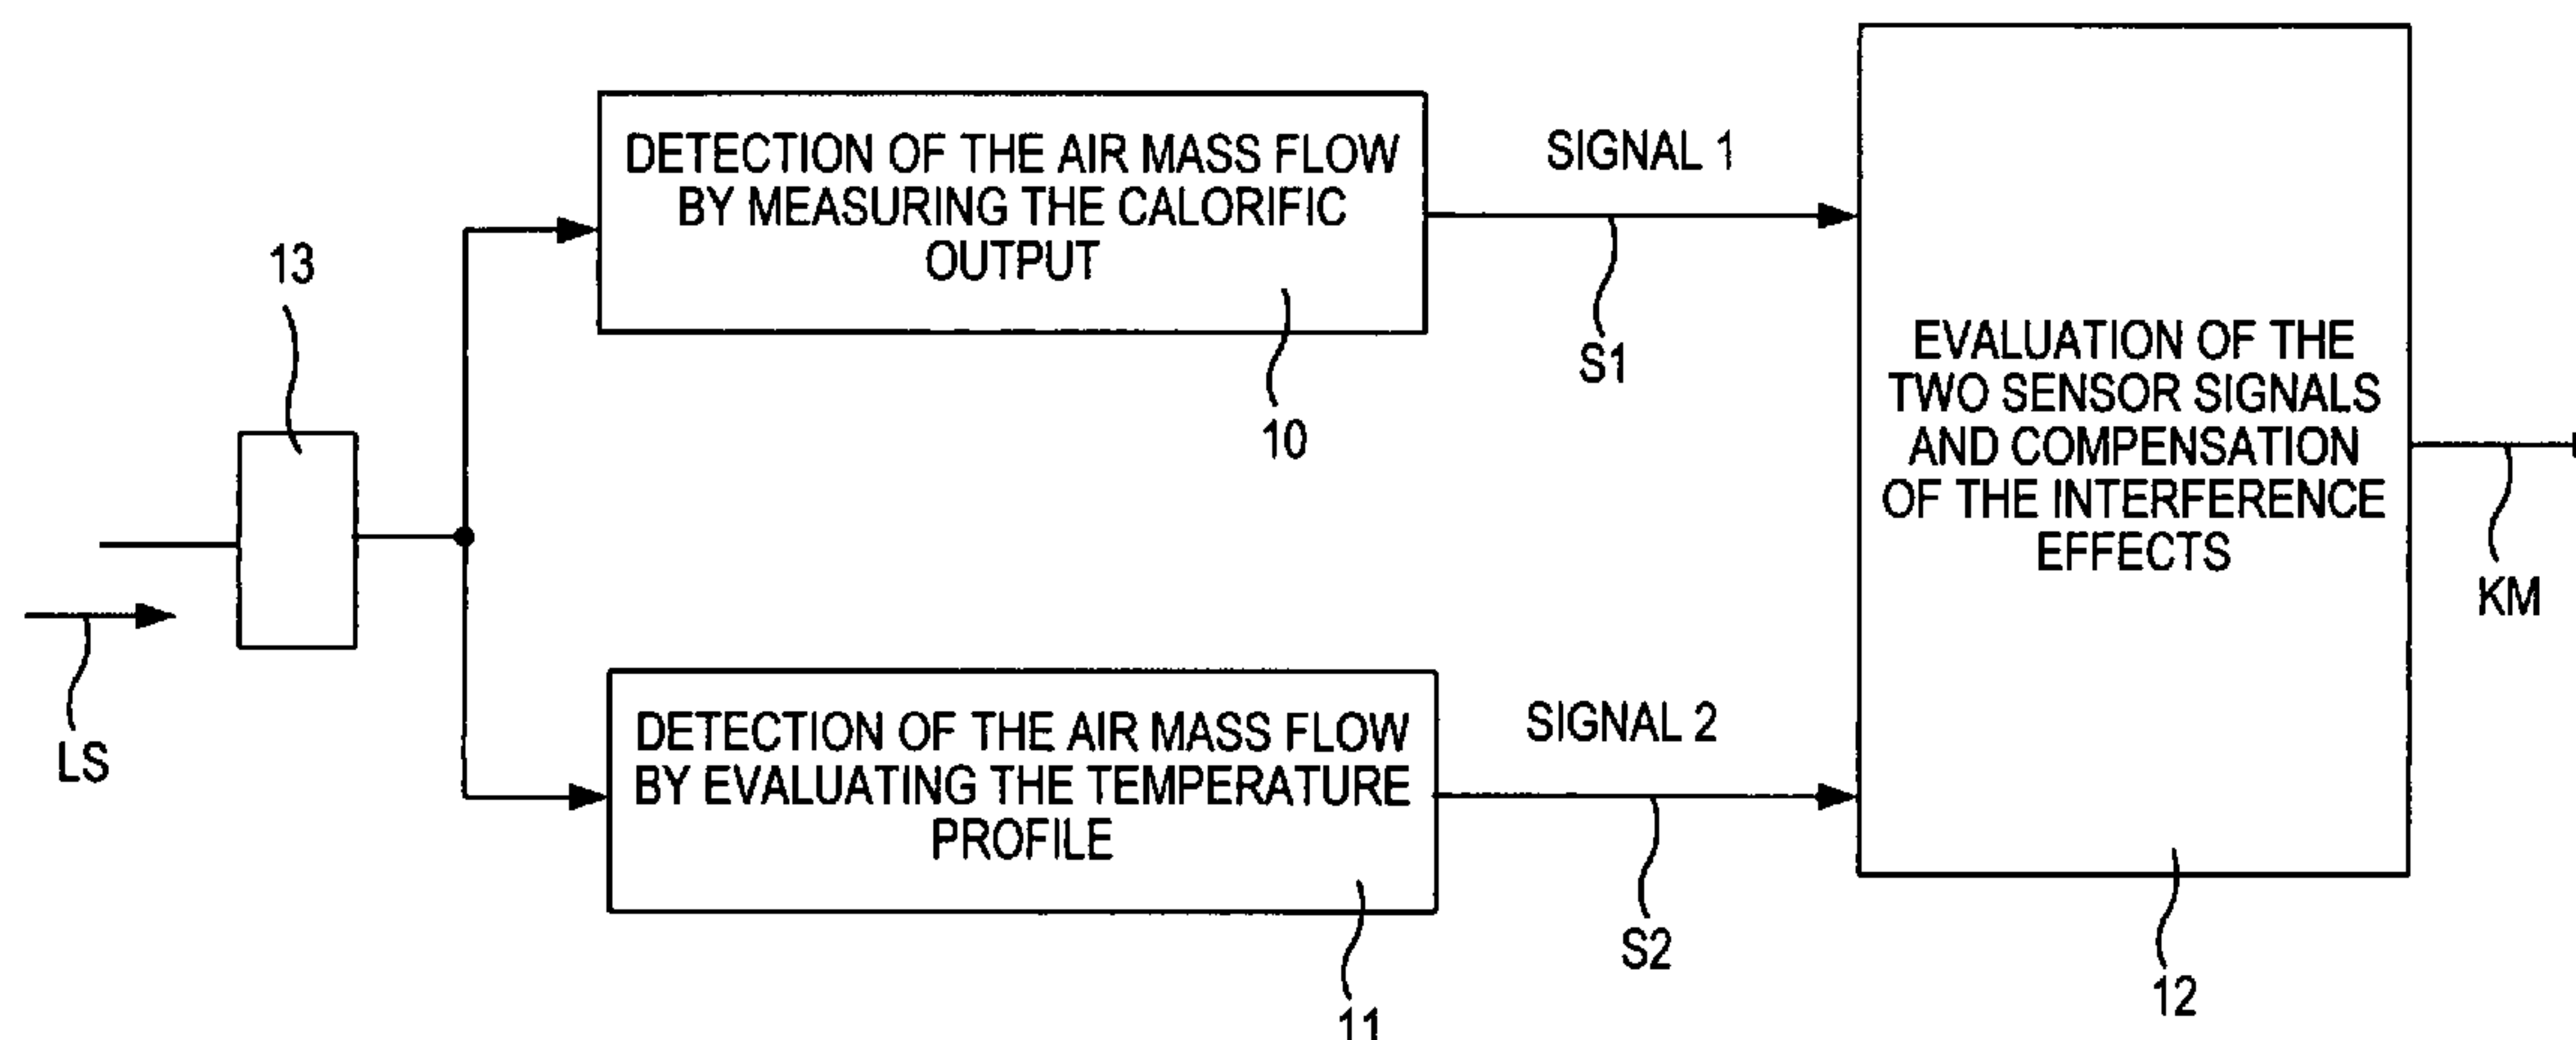 DETECTION OF THE AIR MASS FLOW
BY MEASURING THE CALORIFIC
OUTPUT
SIGNAL 1
13
S1
10
EVALUATION OF THE
TWO SENSOR SIGNALS
AND COMPENSATION
OF THE INTERFERENCE
EFFECTS
KM
LS
DETECTION OF THE AIR MASS FLOW
BY EVALUATING THE TEMPERATURE
PROFILE
SIGNAL 2
S2
11
12